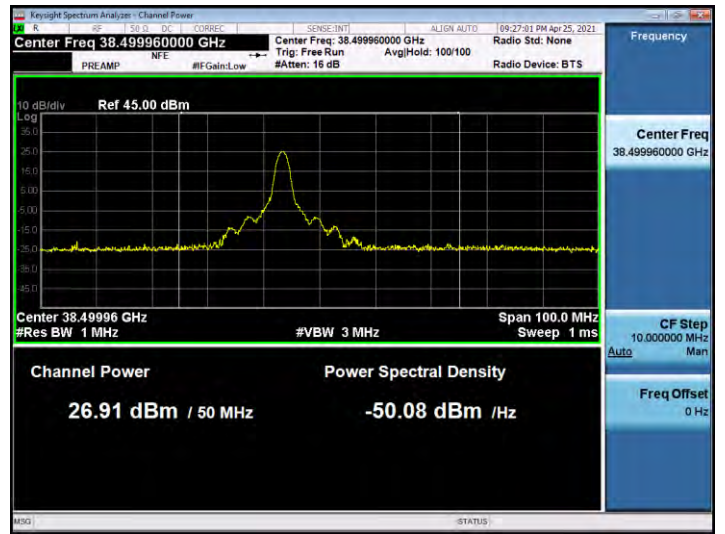 Keysight Spectrum Analyzer - Channel Power
R RF 50 Ω DC CORREC SENSE:INT ALIGN AUTO 09:27:01 PM Apr 25, 2021
Center Freq 38.499960000 GHz
NFE
PREAMP #IFGain:Low
Center Freq: 38.499960000 GHz
Trig: Free Run Avg|Hold: 100/100
#Atten: 16 dB
Radio Std: None
Radio Device: BTS
10 dB/div Ref 45.00 dBm
Log
35.0
25.0
15.0
5.00
-5.00
-15.0
-25.0
-35.0
-45.0
Center 38.49996 GHz Span 100.0 MHz
#Res BW 1 MHz #VBW 3 MHz Sweep 1 ms
Channel Power Power Spectral Density
26.91 dBm / 50 MHz -50.08 dBm /Hz
Frequency
Center Freq
38.499960000 GHz
CF Step
10.000000 MHz
Auto Man
Freq Offset
0 Hz
MSG STATUS